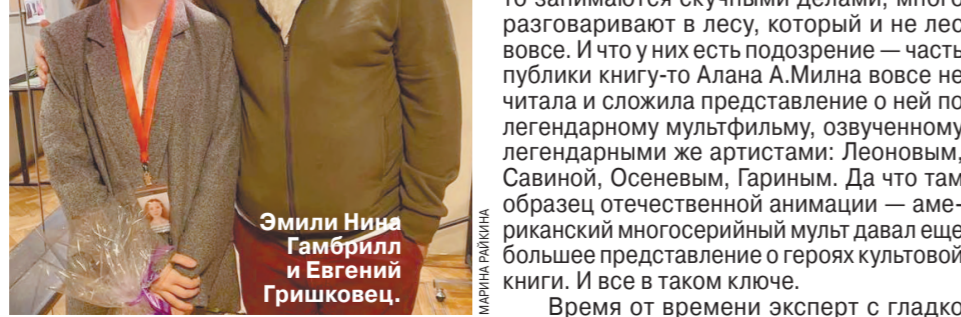 Эмили Нина
Гамбрилл
и Евгений
Гришковец.
МАРИНА РАЙКИНА
то занимаются скучными делами, много
разговаривают в лесу, который и не лес
вовсе. И что у них есть подозрение — часть
публики книгу-то Алана А.Милна вовсе не
читала и сложила представление о ней по
легендарному мультфильму, озвученному
легендарными же артистами: Леоновым,
Савиной, Осеневым, Гариным. Да что там
образец отечественной анимации — аме-
риканский многосерийный мульт давал еще
большее представление о героях культовой
книги. И все в таком ключе.
Время от времени эксперт с гладко